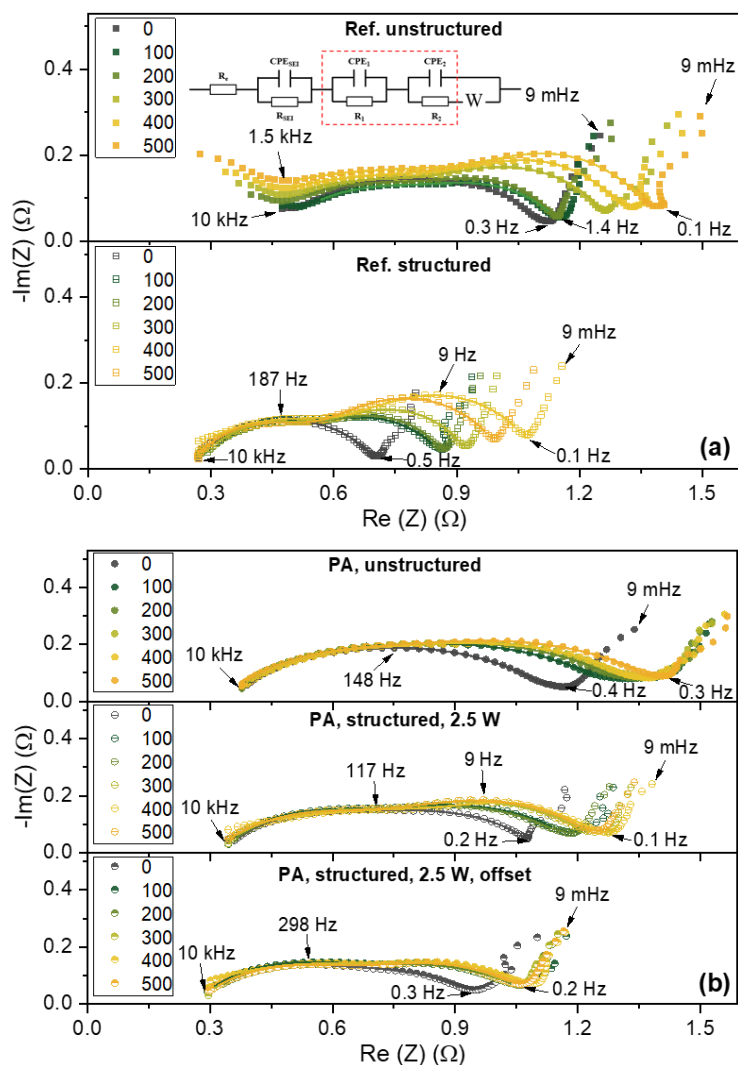 Ref. unstructured
0
100
200
300
400
500
CPE_SEI
CPE_1
CPE_2
R_e
R_SEI
R_1
R_2
W
9 mHz
9 mHz
1.5 kHz
10 kHz
0.3 Hz
1.4 Hz
0.1 Hz
0.4
0.2
0.0
Ref. structured
0
100
200
300
400
500
9 Hz
9 mHz
187 Hz
10 kHz
0.5 Hz
0.1 Hz
(a)
0.4
0.2
0.0
-Im(Z) (Ω)
0.0 0.3 0.6 0.9 1.2 1.5
Re (Z) (Ω)
PA, unstructured
0
100
200
300
400
500
9 mHz
10 kHz
148 Hz
0.4 Hz
0.3 Hz
0.4
0.2
0.0
PA, structured, 2.5 W
0
100
200
300
400
500
117 Hz
9 Hz
9 mHz
10 kHz
0.2 Hz
0.1 Hz
0.4
0.2
0.0
-Im(Z) (Ω)
PA, structured, 2.5 W, offset
0
100
200
300
400
500
298 Hz
9 mHz
10 kHz
0.3 Hz
0.2 Hz
(b)
0.4
0.2
0.0
0.0 0.3 0.6 0.9 1.2 1.5
Re (Z) (Ω)